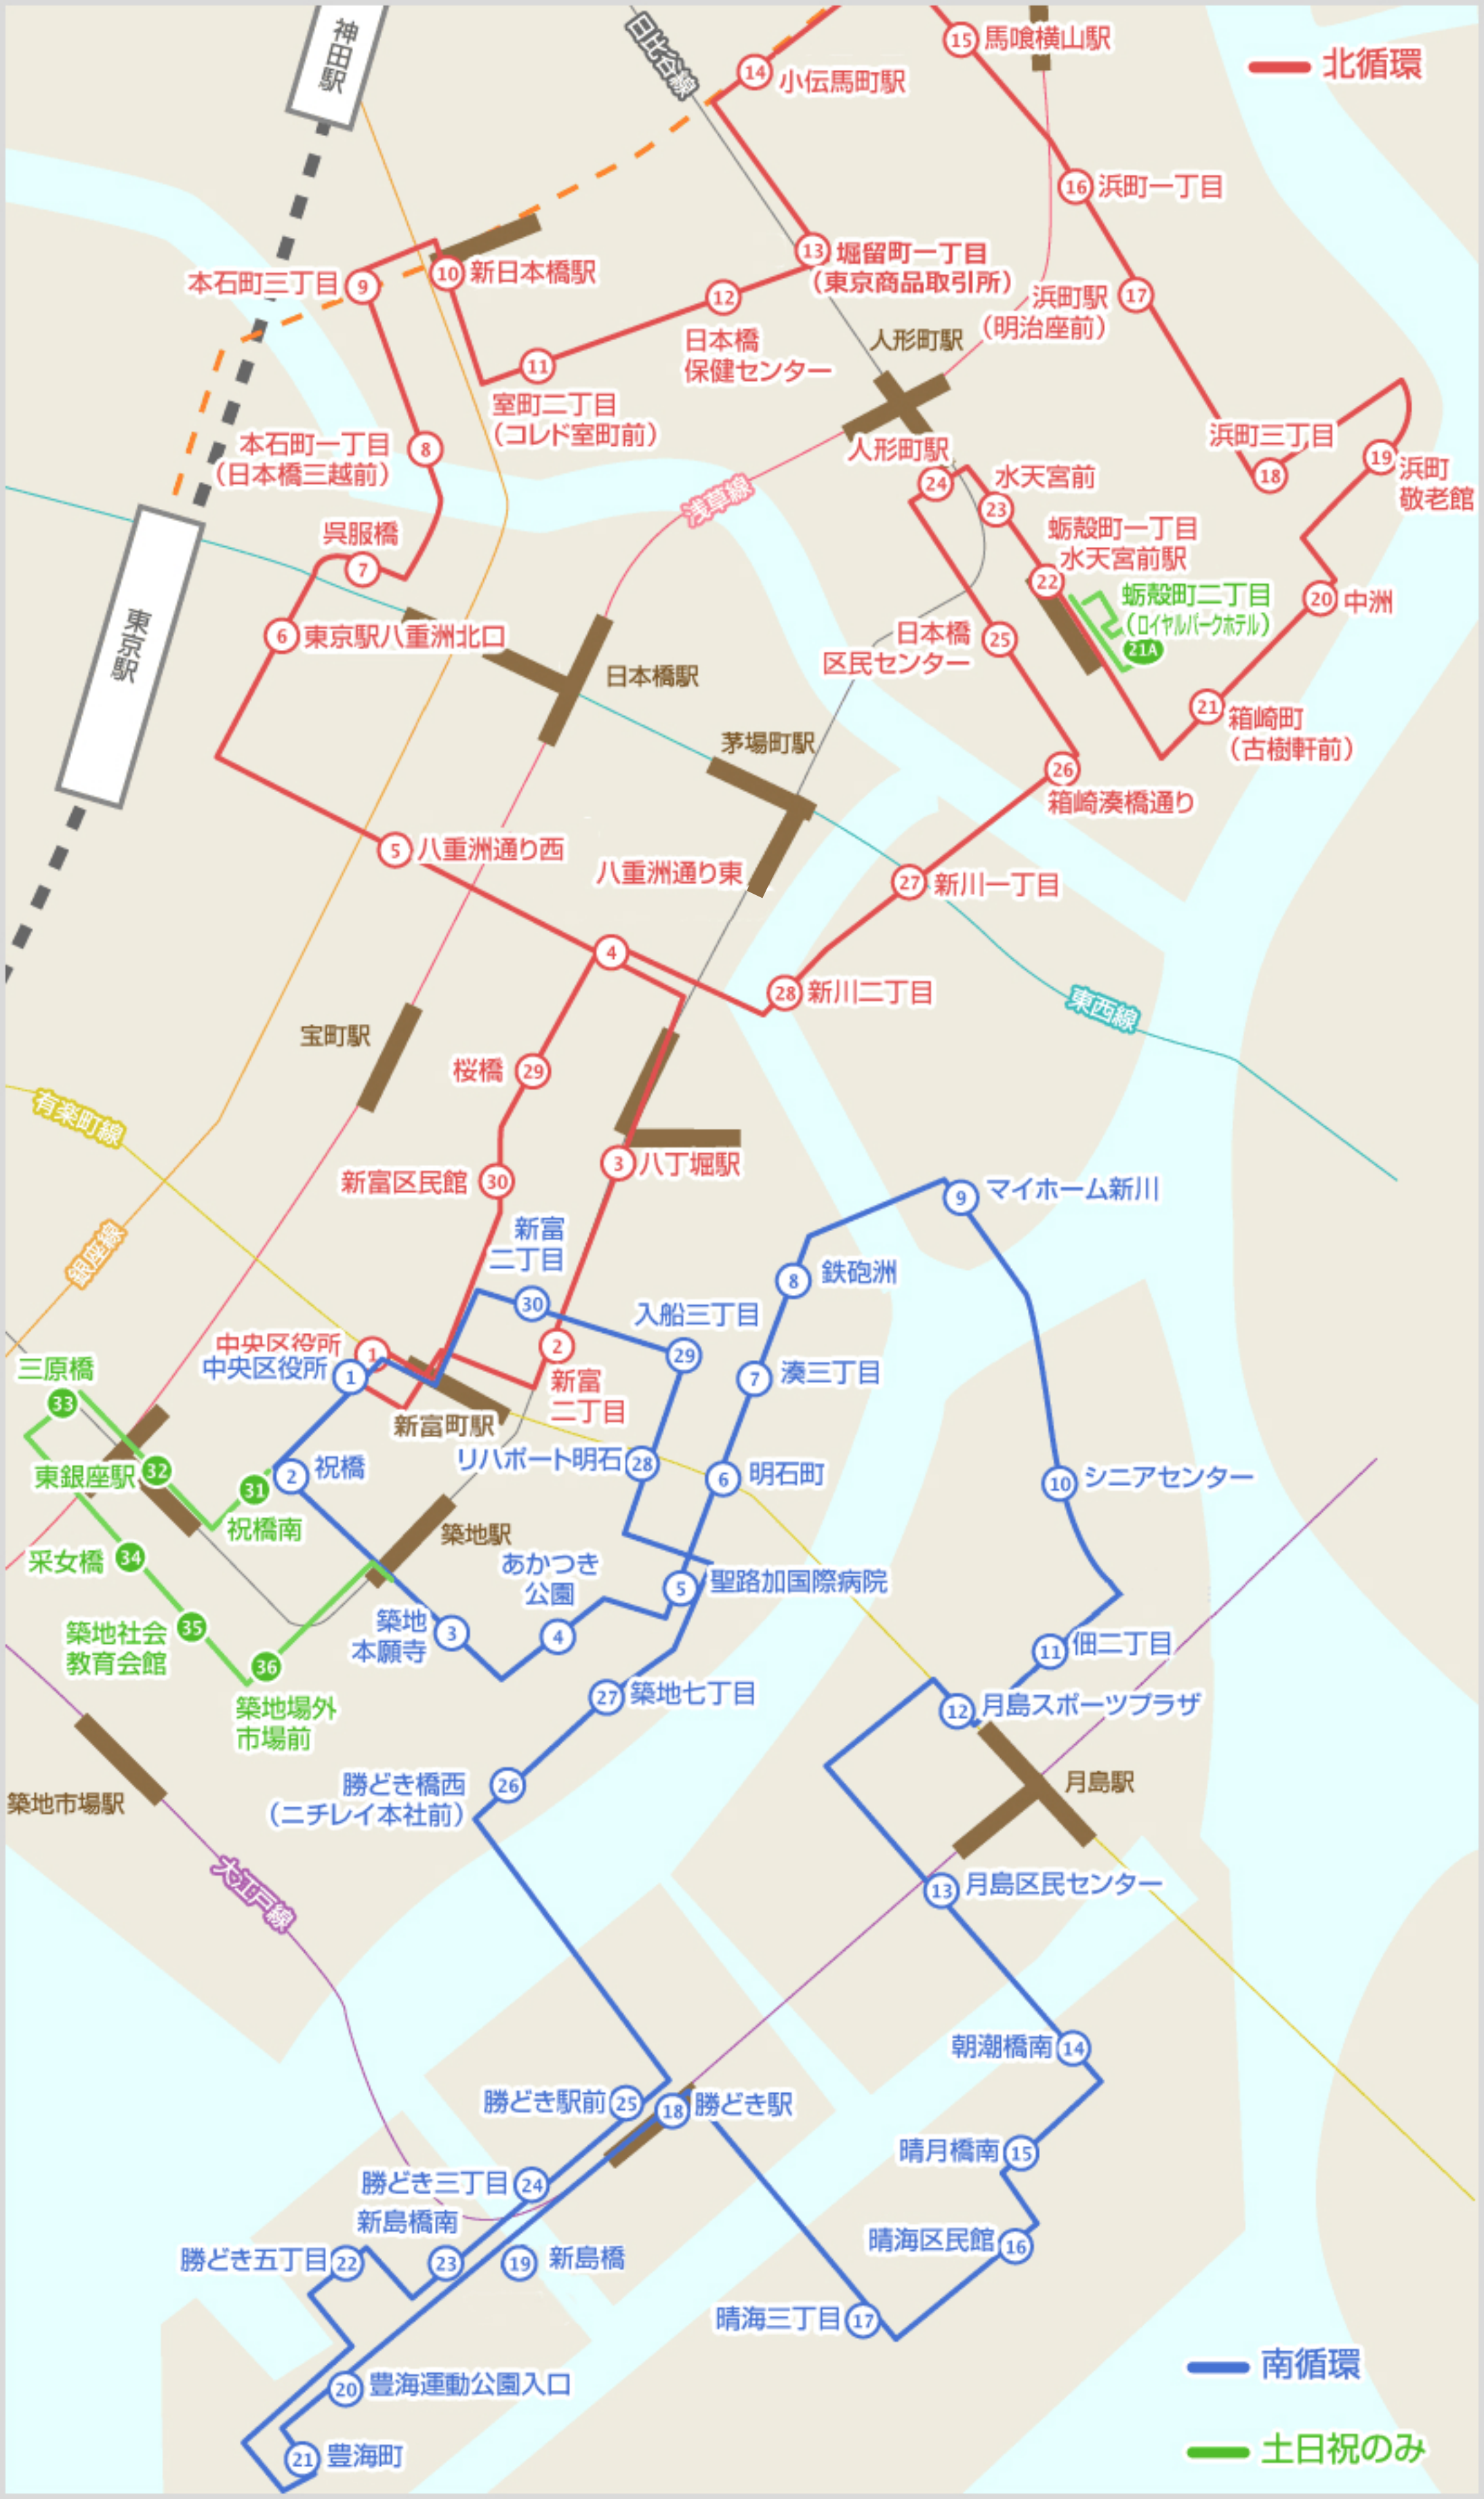 神田駅
日比谷線
14
小伝馬町駅
15
馬喰横山駅
北循環
16
浜町一丁目
本石町三丁目
9
10
新日本橋駅
13
堀留町一丁目
(東京商品取引所)
12
日本橋
保健センター
浜町駅
(明治座前)
17
人形町駅
11
室町二丁目
(コレド室町前)
本石町一丁目
(日本橋三越前)
8
浅草線
人形町駅
24
水天宮前
23
浜町三丁目
18
19
浜町
敬老館
呉服橋
7
蛎殻町一丁目
水天宮前駅
22
蛎殻町二丁目
(ロイヤルパークホテル)
21A
20
中洲
東京駅
6
東京駅八重洲北口
日本橋駅
日本橋
区民センター
25
21
箱崎町
(古樹軒前)
茅場町駅
26
箱崎湊橋通り
5
八重洲通り西
八重洲通り東
27
新川一丁目
4
28
新川二丁目
東西線
宝町駅
桜橋
29
有楽町線
新富区民館
30
3
八丁堀駅
9
マイホーム新川
銀座線
新富
二丁目
30
8
鉄砲洲
入船三丁目
29
中央区役所
1
中央区役所
1
2
新富
二丁目
7
湊三丁目
三原橋
33
新富町駅
リハポート明石
28
6
明石町
10
シニアセンター
東銀座駅
32
31
祝橋南
2
祝橋
築地駅
采女橋
34
あかつき
公園
5
聖路加国際病院
築地社会
教育会館
35
築地
本願寺
3
4
11
佃二丁目
36
築地場外
市場前
27
築地七丁目
12
月島スポーツプラザ
築地市場駅
勝どき橋西
(ニチレイ本社前)
26
月島駅
大江戸線
13
月島区民センター
朝潮橋南
14
勝どき駅前
25
18
勝どき駅
晴月橋南
15
勝どき三丁目
24
新島橋南
23
勝どき五丁目
22
19
新島橋
晴海区民館
16
晴海三丁目
17
20
豊海運動公園入口
21
豊海町
南循環
土日祝のみ